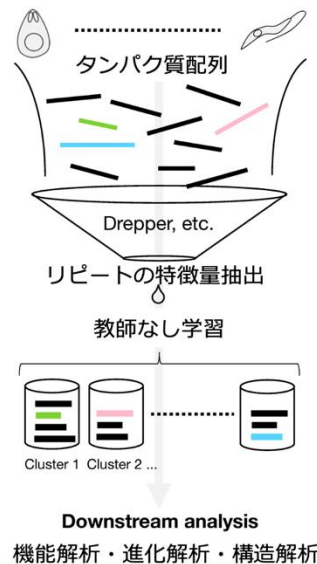 タンパク質配列
Drepper, etc.
リピートの特徴量抽出
教師なし学習
Cluster 1 Cluster 2 ...
Downstream analysis
機能解析・進化解析・構造解析